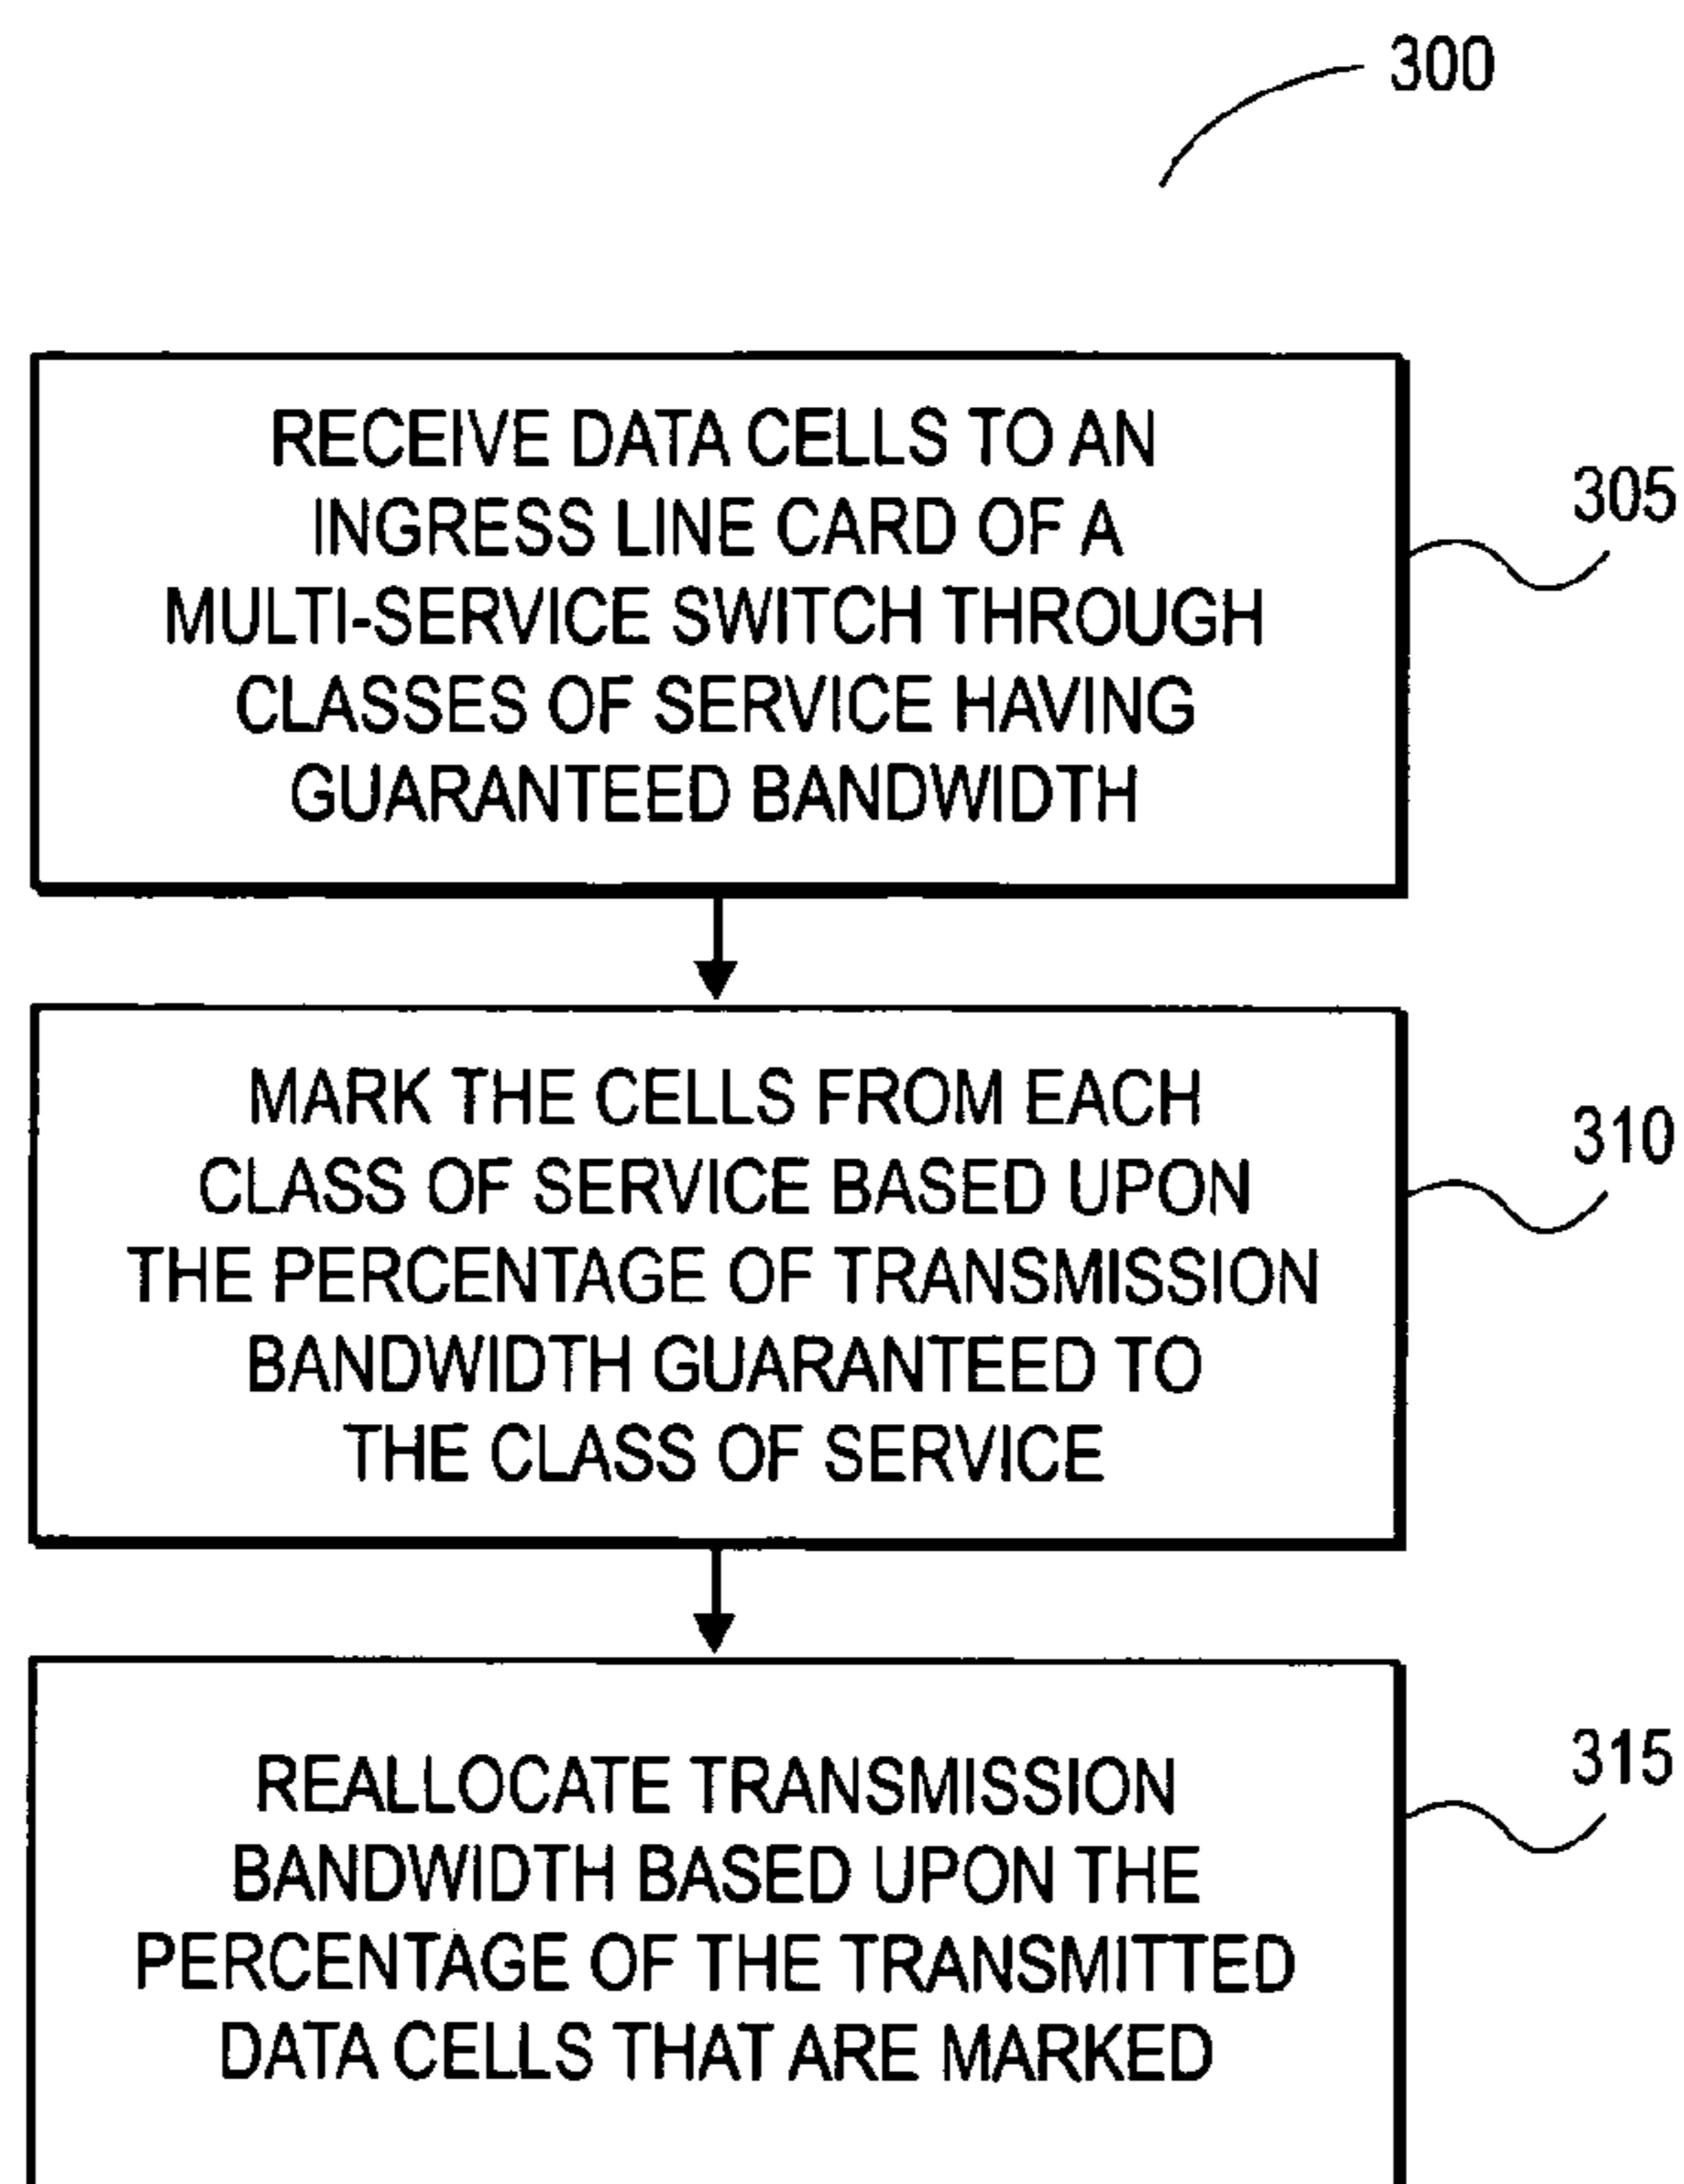 300
RECEIVE DATA CELLS TO AN
INGRESS LINE CARD OF A
MULTI-SERVICE SWITCH THROUGH
CLASSES OF SERVICE HAVING
GUARANTEED BANDWIDTH
305
MARK THE CELLS FROM EACH
CLASS OF SERVICE BASED UPON
THE PERCENTAGE OF TRANSMISSION
BANDWIDTH GUARANTEED TO
THE CLASS OF SERVICE
310
REALLOCATE TRANSMISSION
BANDWIDTH BASED UPON THE
PERCENTAGE OF THE TRANSMITTED
DATA CELLS THAT ARE MARKED
315